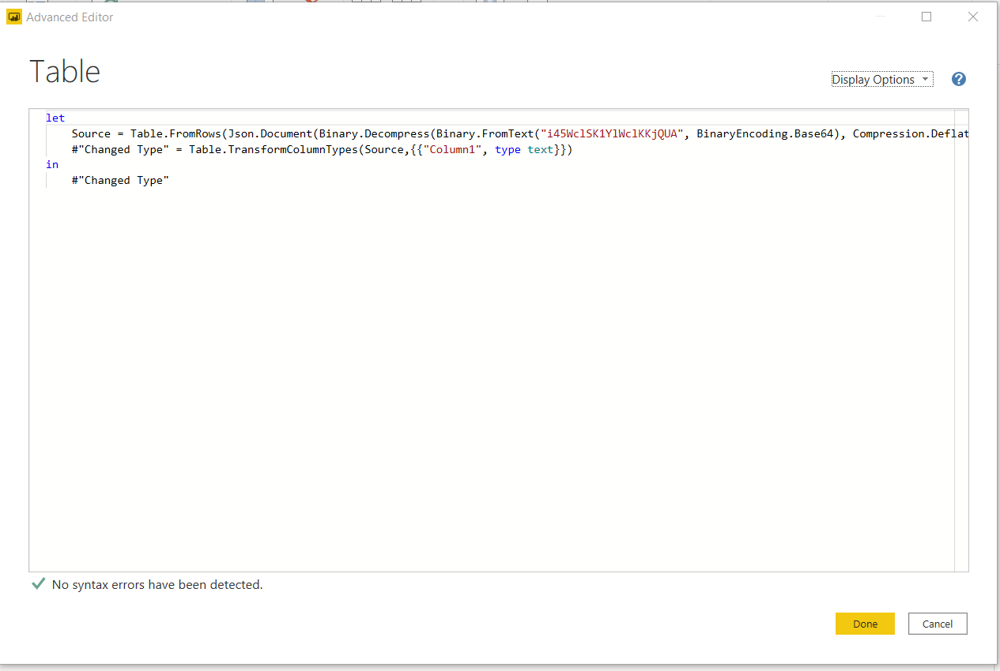 Advanced Editor
Table
Display Options
?
let
    Source = Table.FromRows(Json.Document(Binary.Decompress(Binary.FromText("i45WclSK1YlWclKKjQUA", BinaryEncoding.Base64), Compression.Deflat
    #"Changed Type" = Table.TransformColumnTypes(Source,{{"Column1", type text}})
in
    #"Changed Type"
No syntax errors have been detected.
Done
Cancel